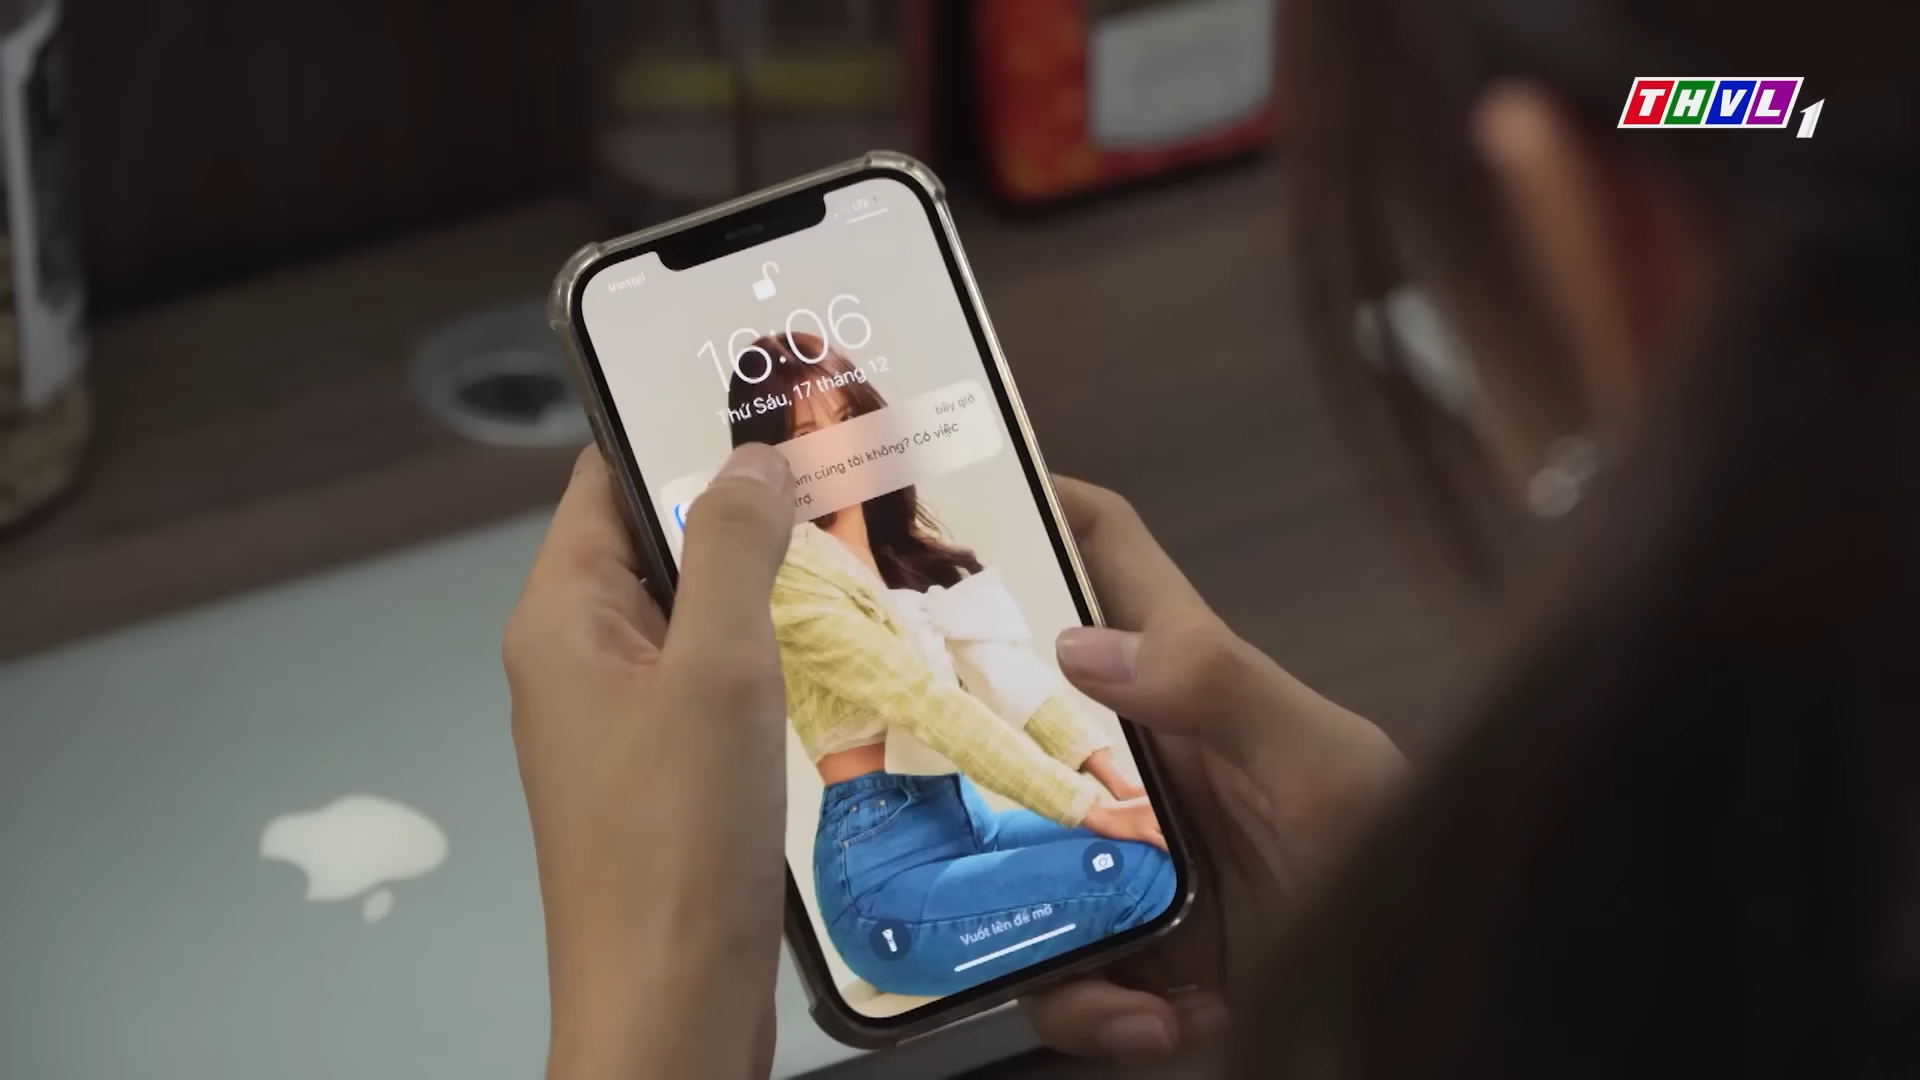 THVL1
Viettel
16:06
Thứ Sáu, 17 tháng 12
bây giờ
cùng tôi không? Có việc
Vuốt lên để mở